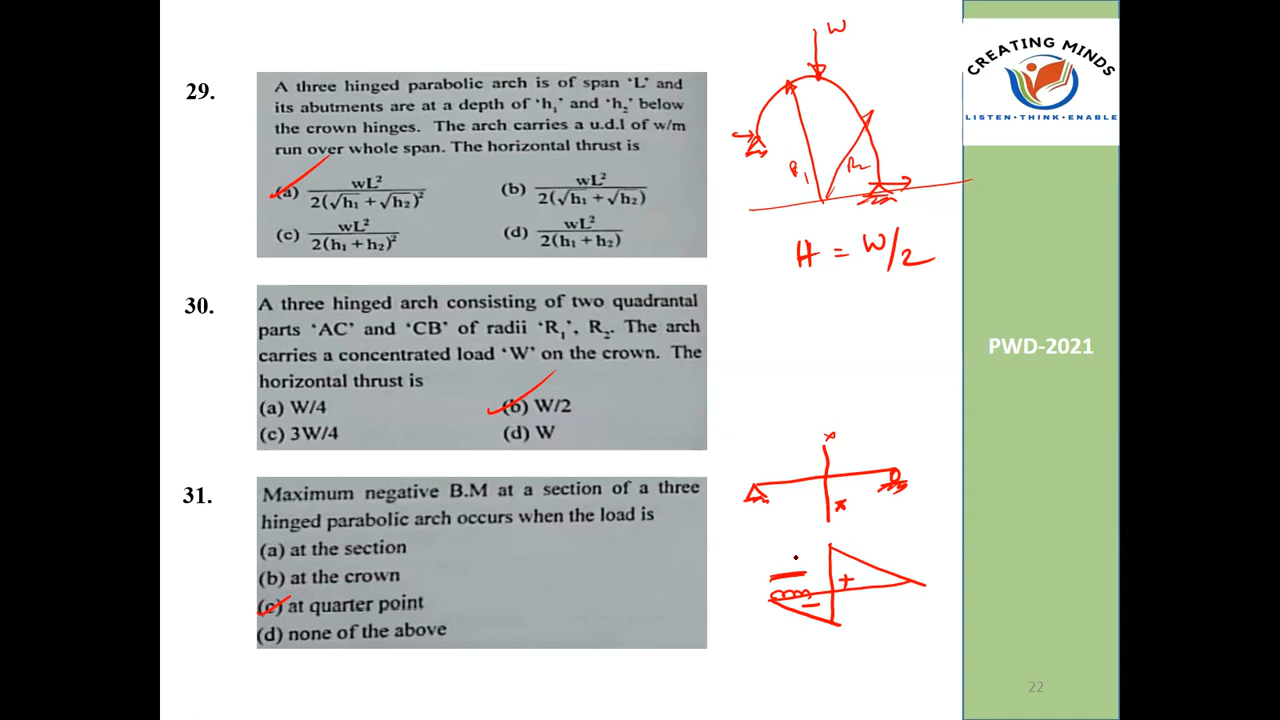 29.
A three hinged parabolic arch is of span 'L' and
its abutments are at a depth of 'h₁' and 'h₂' below
the crown hinges. The arch carries a u.d.l of w/m
run over whole span. The horizontal thrust is
(a) wL²/2(√h₁ + √h₂)² (b) wL²/2(√h₁ + √h₂)
(c) wL²/2(h₁ + h₂)² (d) wL²/2(h₁ + h₂)
30.
A three hinged arch consisting of two quadrantal
parts 'AC' and 'CB' of radii 'R₁', R₂. The arch
carries a concentrated load 'W' on the crown. The
horizontal thrust is
(a) W/4 (b) W/2
(c) 3W/4 (d) W
31.
Maximum negative B.M at a section of a three
hinged parabolic arch occurs when the load is
(a) at the section
(b) at the crown
(c) at quarter point
(d) none of the above
W
R₁
R₂
H = W/2
x
x
+
−
CREATING MINDS
LISTEN•THINK•ENABLE
PWD-2021
22